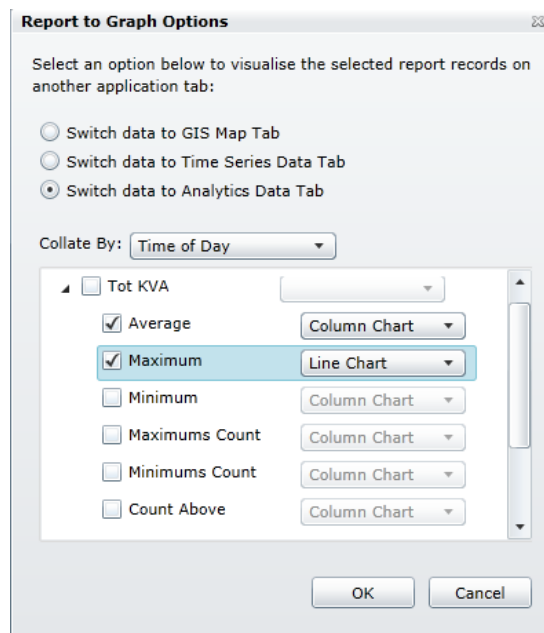 Report to Graph Options
Select an option below to visualise the selected report records on
another application tab:
Switch data to GIS Map Tab
Switch data to Time Series Data Tab
Switch data to Analytics Data Tab
Collate By: Time of Day
Tot KVA
Average Column Chart
Maximum Line Chart
Minimum Column Chart
Maximums Count Column Chart
Minimums Count Column Chart
Count Above Column Chart
OK Cancel